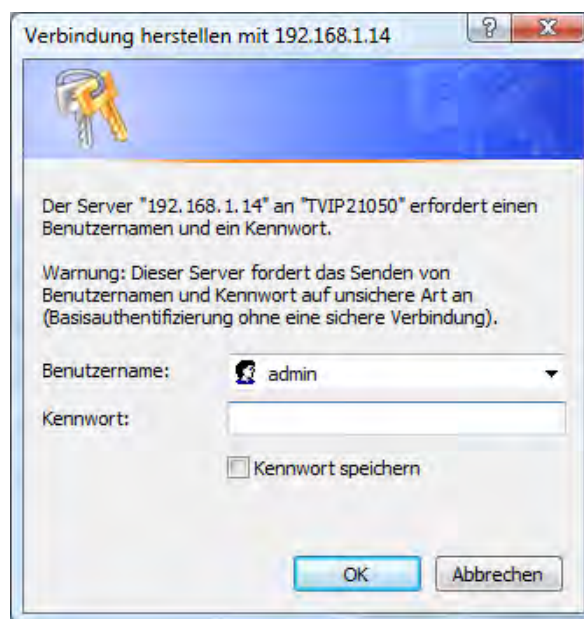 Verbindung herstellen mit 192.168.1.14
Der Server "192.168.1.14" an "TVIP21050" erfordert einen
Benutzernamen und ein Kennwort.
Warnung: Dieser Server fordert das Senden von
Benutzernamen und Kennwort auf unsichere Art an
(Basisauthentifizierung ohne eine sichere Verbindung).
Benutzername: admin
Kennwort:
Kennwort speichern
OK Abbrechen